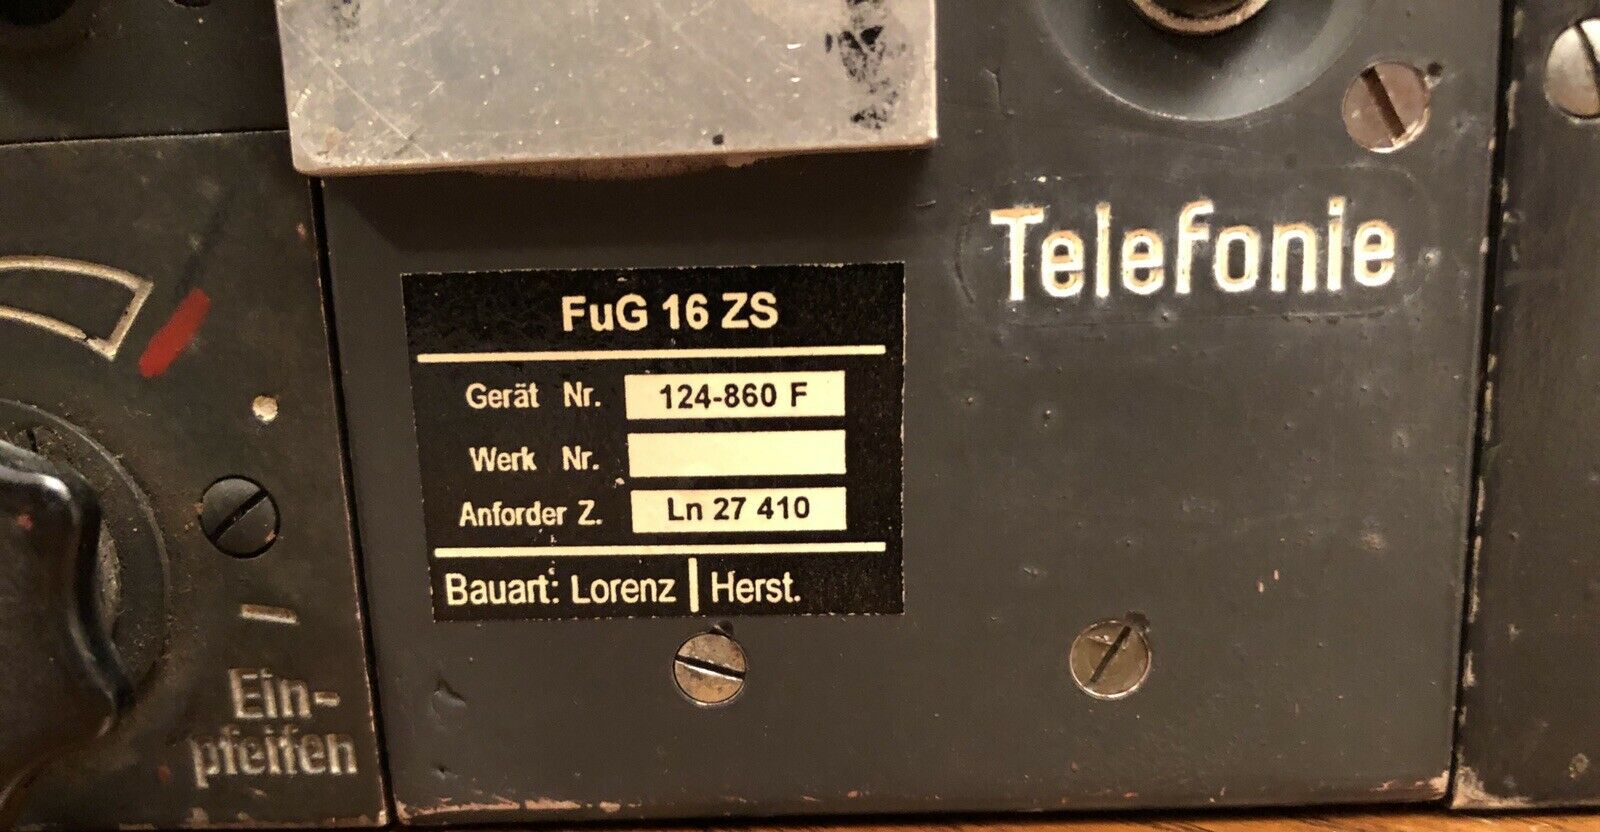 Telefonie
FuG 16 ZS
Gerät Nr. 124-860 F
Werk Nr.
Anforder Z. Ln 27 410
Bauart: Lorenz | Herst.
Ein-
pfeifen